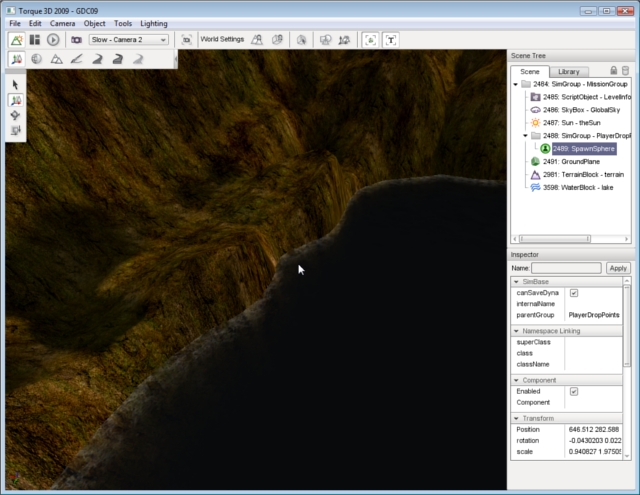 Torque 3D 2009 - GDC09
File Edit Camera Object Tools Lighting
Slow - Camera 2
World Settings
Scene Tree
Scene Library
2484: SimGroup - MissionGroup
2485: ScriptObject - LevelInfo
2486: SkyBox - GlobalSky
2487: Sun - theSun
2488: SimGroup - PlayerDropP
2489: SpawnSphere
2491: GroundPlane
2981: TerrainBlock - terrain
3598: WaterBlock - lake
Inspector
Name: Apply
SimBase
canSaveDyna
internalName
parentGroup PlayerDropPoints
Namespace Linking
superClass
class
className
Component
Enabled
Component
Transform
Position 646.512 282.588
rotation -0.0430203 0.022
scale 0.940827 1.97505